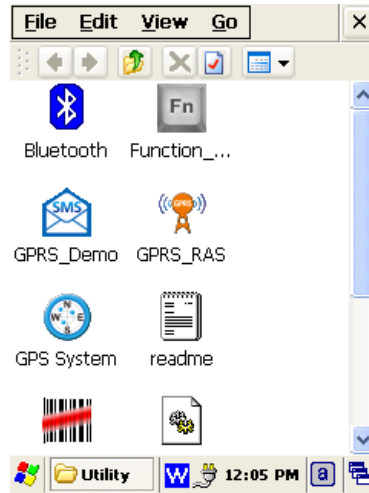 File Edit View Go
Fn
Bluetooth Function_...
SMS
GPRS
GPRS_Demo GPRS_RAS
N
W E
S
GPS System readme
Utility W 12:05 PM a